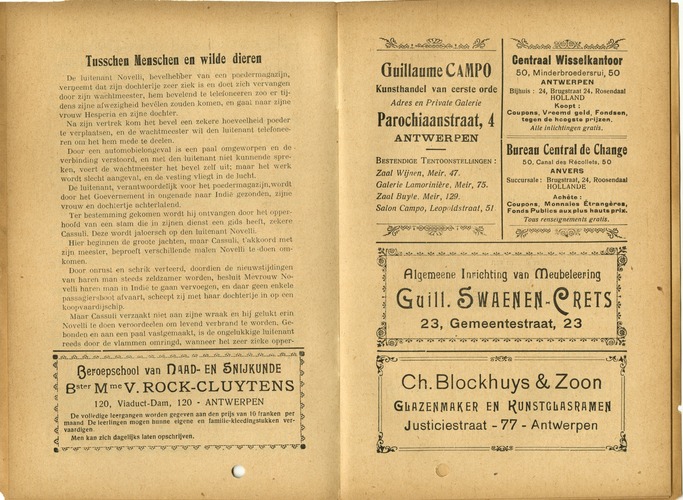 Tusschen Menschen en wilde dieren
De luitenant Novelli, bevelhebber van een poedermagazijn,
vergeemt dat zijn dochterlje zeer ziek is en doet zich vervangen
door zijn wachtmeester, hem bevelend te telefoneeren zoo er tij-
dens zijne afwezigheid bevélen zouden komen, en gaat naar zijne
vrouw Hesperia en zijne dochter.
Na zijn vertrek komt het bevel een zekere hoeveelheid poeder
te verplaatsen, en de wachtmeester wil den luitenant telefonee-
ren om het hem mede te deelen.
Door een automobielongeval is een paal omgeworpen en de
verbinding verstoord, en met den luitenant niet kunnende spre-
ken, voert de wachtmeester het bevel zelf uit; maar het werk
wordt slecht aangevat, en de vesting vliegt in de lucht.
De luitenant, verantwoordelijk voor het poedermagazijn,wordt
door het Goevernement in ongenade naar Indië gezonden, zijne
vrouw en dochterje achterlatend.
Ter bestemming gekomen wordt hij ontvangen door het opper-
hoofd van een slam die in zijnen dienst een gids heeft, zekere
Cassuli. Deze wordt jaloersch op den luitenant Novelli.
Hier beginnen de groote jachten, maar Cassuli, t'akkoord met
zijn meester, beproeft verschillende malen Novelli te doen om-
komen.
Door onrust en schrik verteerd, doordien de nieuwstijdingen
van haren man steeds zeldzamer worden, besluit Mevrouw No-
velli haren man in Indië te gaan vervoegen, en daar geen enkele
passagiersboot afvaart, scheept zij met haar dochtertje in op een
koopvaardijschip.
Maar Cassuli verzaakt niet aan zijne wraak en hij gelukt erin
Novelli te doen veroordeelen om levend verbrand te worden. Ge-
bonden en aan een paal vastgemaakt, is de ongelukkige luitenant
reeds door de vlammen omringd, wanneer het zeer zieke opper-
Beroepschool van NAAD- EN SNIJKUNDE
Bster Mme V. ROCK-CLUYTENS
120, Viaduct-Dam, 120 - ANTWERPEN
De volledige leergangen worden gegeven aan den prijs van 10 franken per
maand De leerlingen mogen hunne eigene en familie-kleedingstukken ver-
vaardigen
Men kan zich dagelijks laten opschrijven.
Guillaume CAMPO
Kunsthandel van eerste orde
Adres en Private Galerie
Parochiaanstraat, 4
ANTWERPEN
BESTENDIGE TENTOONSTELLINGEN :
Zaal Wijnen, Meir, 47.
Galerie Lamorinière, Meir, 75.
Zaal Buyle, Meir, 129.
Salon Campo, Leopoldstraat, 51
Centraal Wisselkantoor
50, Minderbroedersrui, 50
ANTWERPEN
Bijhuis : 24, Brugstraat 24, Rosendaal
HOLLAND
Koopt :
Coupons, Vreemd geld, Fondsen,
tegen de hoogste prijzen.
Alle inlichtingen gratis.
Bureau Central de Change
50, Canal des Récollets, 50
ANVERS
Succursale : Brugstraat, 24, Roosendaal
HOLLANDE
Achète :
Coupons, Monnaies Étrangères,
Fonds Publics aux plus hauts prix.
Tous renseignements gratis.
Algemeene Inrichting van Meubeleering
Guill. SWAENEN-CRETS
23, Gemeentestraat, 23
Ch. Blockhuys & Zoon
GLAZENMAKER EN KUNSTGLASRAMEN
Justiciestraat - 77 - Antwerpen